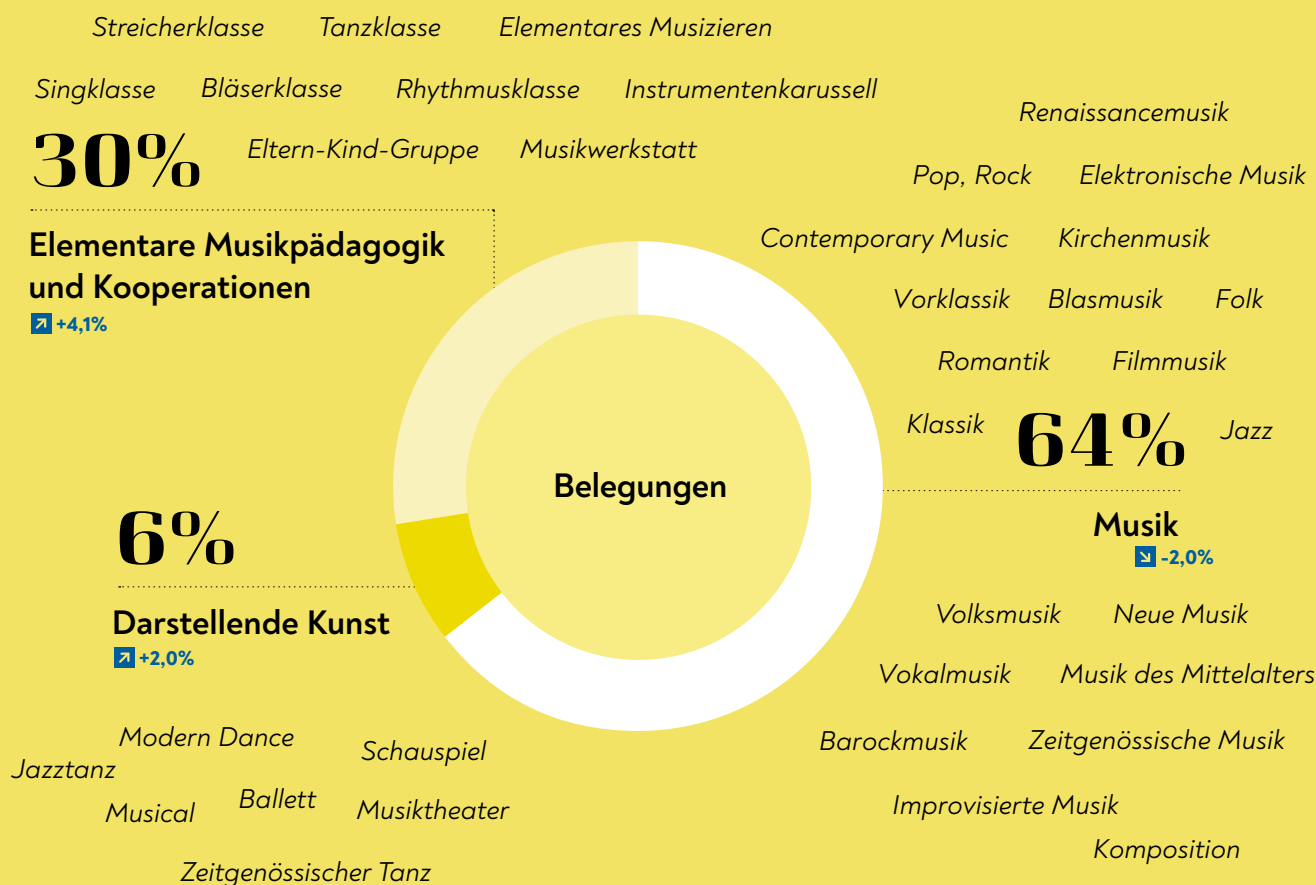 Streicherklasse Tanzklasse Elementares Musizieren
Singklasse Bläserklasse Rhythmusklasse Instrumentenkarussell
30% Eltern-Kind-Gruppe Musikwerkstatt
Elementare Musikpädagogik
und Kooperationen
+4,1%
Renaissancemusik
Pop, Rock Elektronische Musik
Contemporary Music Kirchenmusik
Vorklassik Blasmusik Folk
Romantik Filmmusik
Klassik 64% Jazz
Musik
-2,0%
Volksmusik Neue Musik
Vokalmusik Musik des Mittelalters
Barockmusik Zeitgenössische Musik
Improvisierte Musik
Komposition
Belegungen
6%
Darstellende Kunst
+2,0%
Modern Dance Schauspiel
Jazztanz
Musical Ballett Musiktheater
Zeitgenössischer Tanz